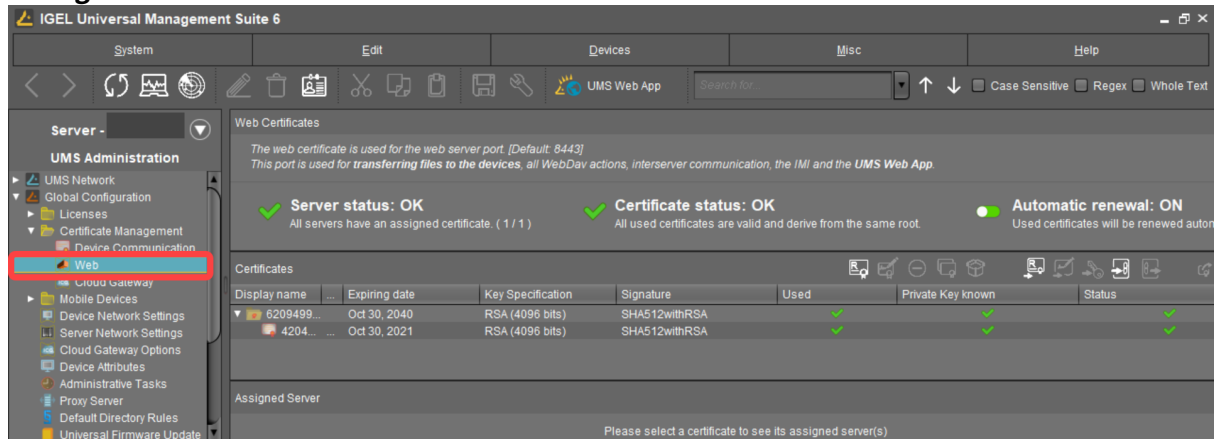 IGEL Universal Management Suite 6
System Edit Devices Misc Help
UMS Web App Search for... Case Sensitive Regex Whole Text
Server -
UMS Administration
UMS Network
Global Configuration
Licenses
Certificate Management
Device Communication
Web
Cloud Gateway
Mobile Devices
Device Network Settings
Server Network Settings
Cloud Gateway Options
Device Attributes
Administrative Tasks
Proxy Server
Default Directory Rules
Universal Firmware Update
Web Certificates
The web certificate is used for the web server port. [Default: 8443]
This port is used for transferring files to the devices, all WebDav actions, interserver communication, the IMI and the UMS Web App.
Server status: OK
All servers have an assigned certificate. ( 1 / 1 )
Certificate status: OK
All used certificates are valid and derive from the same root.
Automatic renewal: ON
Used certificates will be renewed auton
Certificates
Display name ... Expiring date Key Specification Signature Used Private Key known Status
6209499... Oct 30, 2040 RSA (4096 bits) SHA512withRSA
4204... ... Oct 30, 2021 RSA (4096 bits) SHA512withRSA
Assigned Server
Please select a certificate to see its assigned server(s)